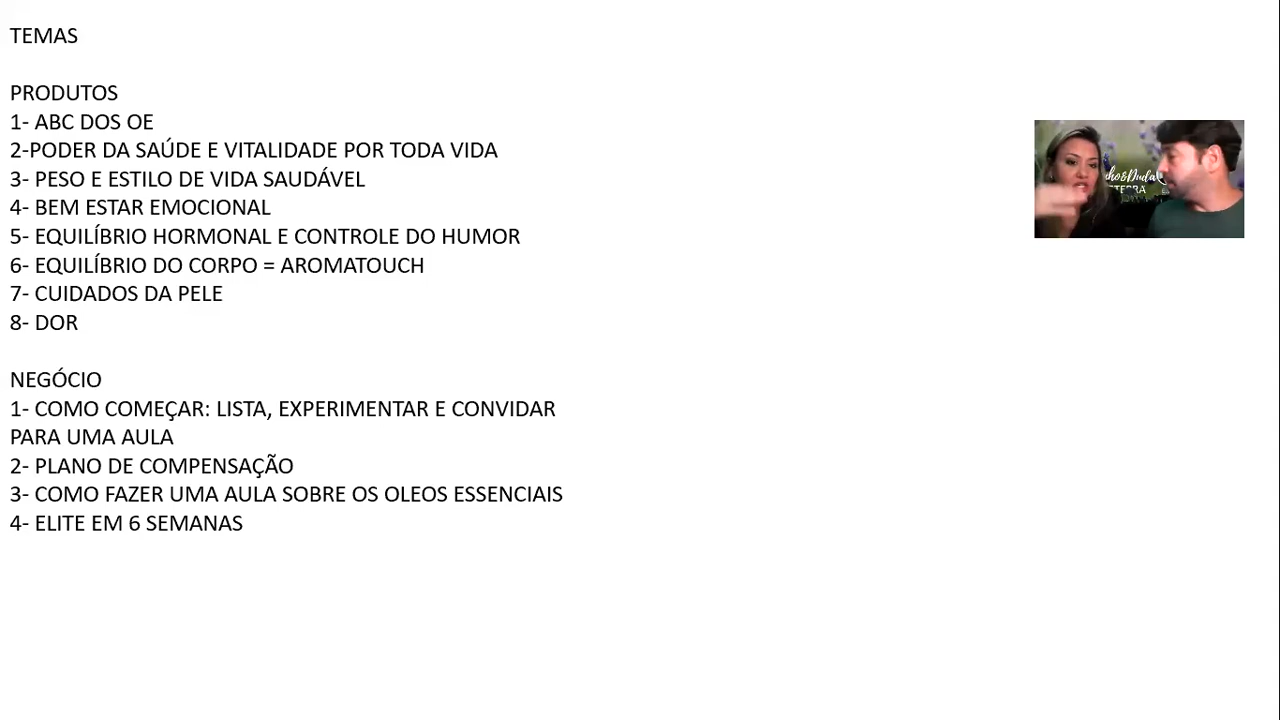 TEMAS
PRODUTOS
1- ABC DOS OE
2-PODER DA SAÚDE E VITALIDADE POR TODA VIDA
3- PESO E ESTILO DE VIDA SAUDÁVEL
4- BEM ESTAR EMOCIONAL
5- EQUILÍBRIO HORMONAL E CONTROLE DO HUMOR
6- EQUILÍBRIO DO CORPO = AROMATOUCH
7- CUIDADOS DA PELE
8- DOR
NEGÓCIO
1- COMO COMEÇAR: LISTA, EXPERIMENTAR E CONVIDAR
PARA UMA AULA
2- PLANO DE COMPENSAÇÃO
3- COMO FAZER UMA AULA SOBRE OS OLEOS ESSENCIAIS
4- ELITE EM 6 SEMANAS